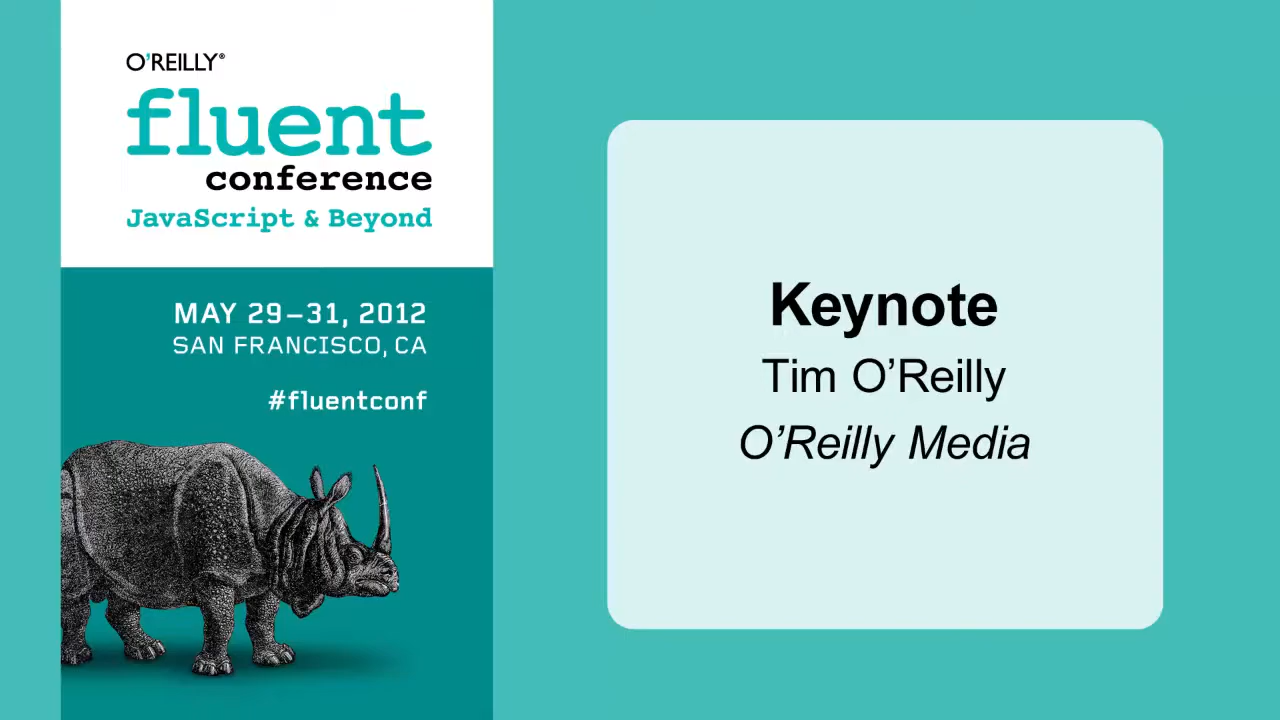 O'REILLY®
fluent
conference
JavaScript & Beyond
MAY 29–31, 2012
SAN FRANCISCO, CA
#fluentconf
Keynote
Tim O’Reilly
O’Reilly Media